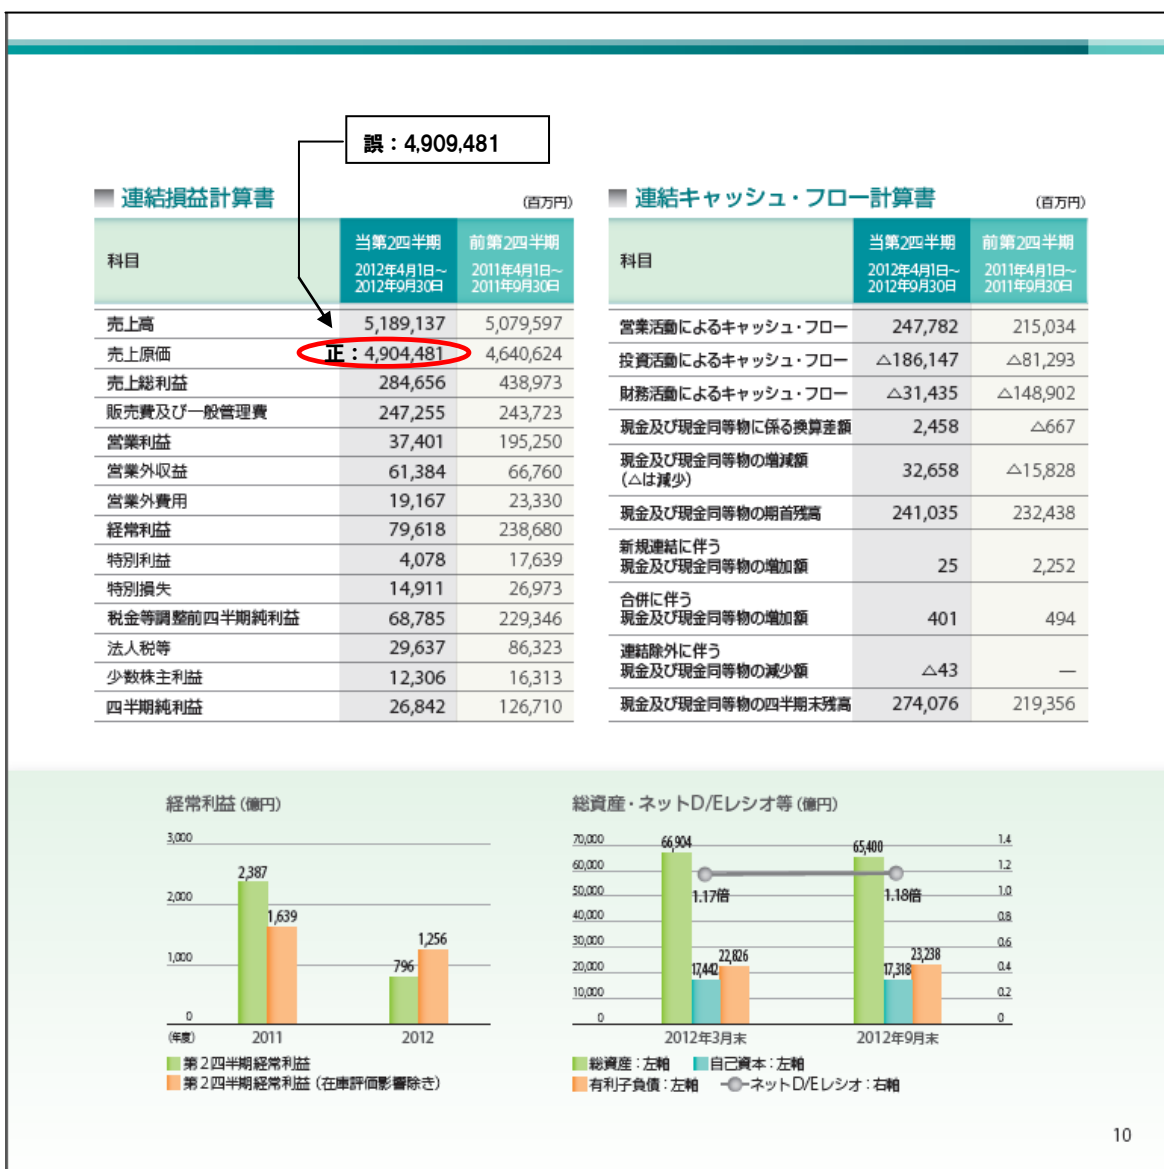 誤：4,909,481
連結損益計算書
(百万円)
科目 当第2四半期 前第2四半期
2012年4月1日～ 2011年4月1日～
2012年9月30日 2011年9月30日
売上高 5,189,137 5,079,597
売上原価 正：4,904,481 4,640,624
売上総利益 284,656 438,973
販売費及び一般管理費 247,255 243,723
営業利益 37,401 195,250
営業外収益 61,384 66,760
営業外費用 19,167 23,330
経常利益 79,618 238,680
特別利益 4,078 17,639
特別損失 14,911 26,973
税金等調整前四半期純利益 68,785 229,346
法人税等 29,637 86,323
少数株主利益 12,306 16,313
四半期純利益 26,842 126,710
連結キャッシュ・フロー計算書
(百万円)
科目 当第2四半期 前第2四半期
2012年4月1日～ 2011年4月1日～
2012年9月30日 2011年9月30日
営業活動によるキャッシュ・フロー 247,782 215,034
投資活動によるキャッシュ・フロー △186,147 △81,293
財務活動によるキャッシュ・フロー △31,435 △148,902
現金及び現金同等物に係る換算差額 2,458 △667
現金及び現金同等物の増減額
(△は減少) 32,658 △15,828
現金及び現金同等物の期首残高 241,035 232,438
新規連結に伴う
現金及び現金同等物の増加額 25 2,252
合併に伴う
現金及び現金同等物の増加額 401 494
連結除外に伴う
現金及び現金同等物の減少額 △43 —
現金及び現金同等物の四半期末残高 274,076 219,356
経常利益 (億円)
3,000
2,387
2,000
1,639
1,256
1,000
796
0
(年度) 2011 2012
第2四半期経常利益
第2四半期経常利益 (在庫評価影響除き)
総資産・ネットD/Eレシオ等 (億円)
70,000 66,904 65,400 1.4
60,000 1.2
50,000 1.17倍 1.18倍 1.0
40,000 0.8
30,000 22,826 23,238 0.6
20,000 17,442 17,318 0.4
10,000 0.2
0 0
2012年3月末 2012年9月末
総資産：左軸 自己資本：左軸
有利子負債：左軸 ネットD/Eレシオ：右軸
10